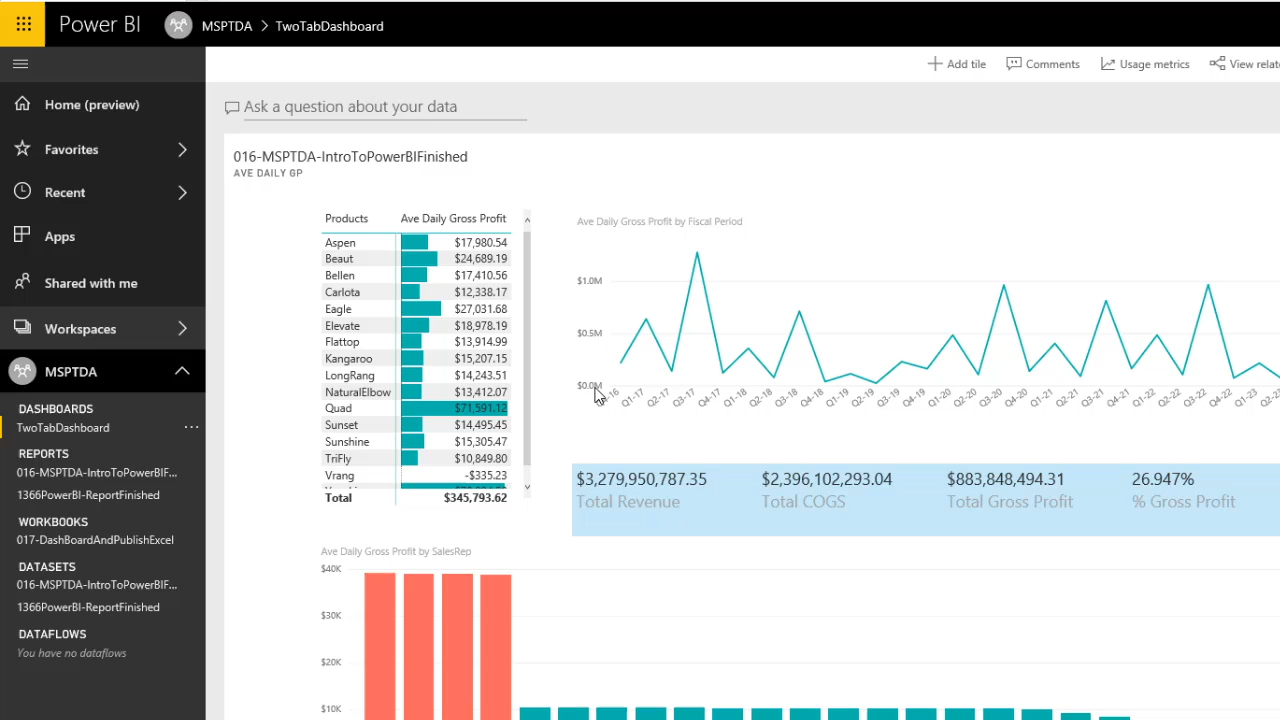 Power BI
MSPTDA > TwoTabDashboard
Add tile
Comments
Usage metrics
View relate
Home (preview)
Favorites
Recent
Apps
Shared with me
Workspaces
MSPTDA
DASHBOARDS
TwoTabDashboard ...
REPORTS
016-MSPTDA-IntroToPowerBIF...
1366PowerBI-ReportFinished
WORKBOOKS
017-DashBoardAndPublishExcel
DATASETS
016-MSPTDA-IntroToPowerBIF...
1366PowerBI-ReportFinished
DATAFLOWS
You have no dataflows
Ask a question about your data
016-MSPTDA-IntroToPowerBIFinished
AVE DAILY GP
Products Ave Daily Gross Profit
Aspen $17,980.54
Beaut $24,689.19
Bellen $17,410.56
Carlota $12,338.17
Eagle $27,031.68
Elevate $18,978.19
Flattop $13,914.99
Kangaroo $15,207.15
LongRang $14,243.51
NaturalElbow $13,412.07
Quad $71,591.12
Sunset $14,495.45
Sunshine $15,305.47
TriFly $10,849.80
Vrang -$335.23
Total $345,793.62
Ave Daily Gross Profit by Fiscal Period
$1.0M
$0.5M
$0.0M
Q1-17 Q2-17 Q3-17 Q4-17 Q1-18 Q2-18 Q3-18 Q4-18 Q1-19 Q2-19 Q3-19 Q4-19 Q1-20 Q2-20 Q3-20 Q4-20 Q1-21 Q2-21 Q3-21 Q4-21 Q1-22 Q2-22 Q3-22 Q4-22 Q1-23
$3,279,950,787.35 $2,396,102,293.04 $883,848,494.31 26.947%
Total Revenue Total COGS Total Gross Profit % Gross Profit
Ave Daily Gross Profit by SalesRep
$40K
$30K
$20K
$10K